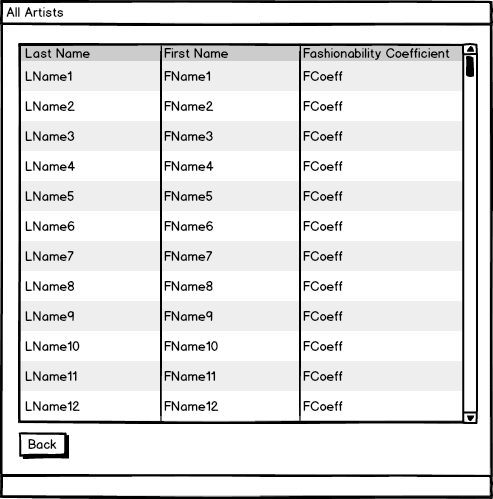 All Artists
Last Name First Name Fashionability Coefficient
LName1 FName1 FCoeff
LName2 FName2 FCoeff
LName3 FName3 FCoeff
LName4 FName4 FCoeff
LName5 FName5 FCoeff
LName6 FName6 FCoeff
LName7 FName7 FCoeff
LName8 FName8 FCoeff
LName9 FName9 FCoeff
LName10 FName10 FCoeff
LName11 FName11 FCoeff
LName12 FName12 FCoeff
Back